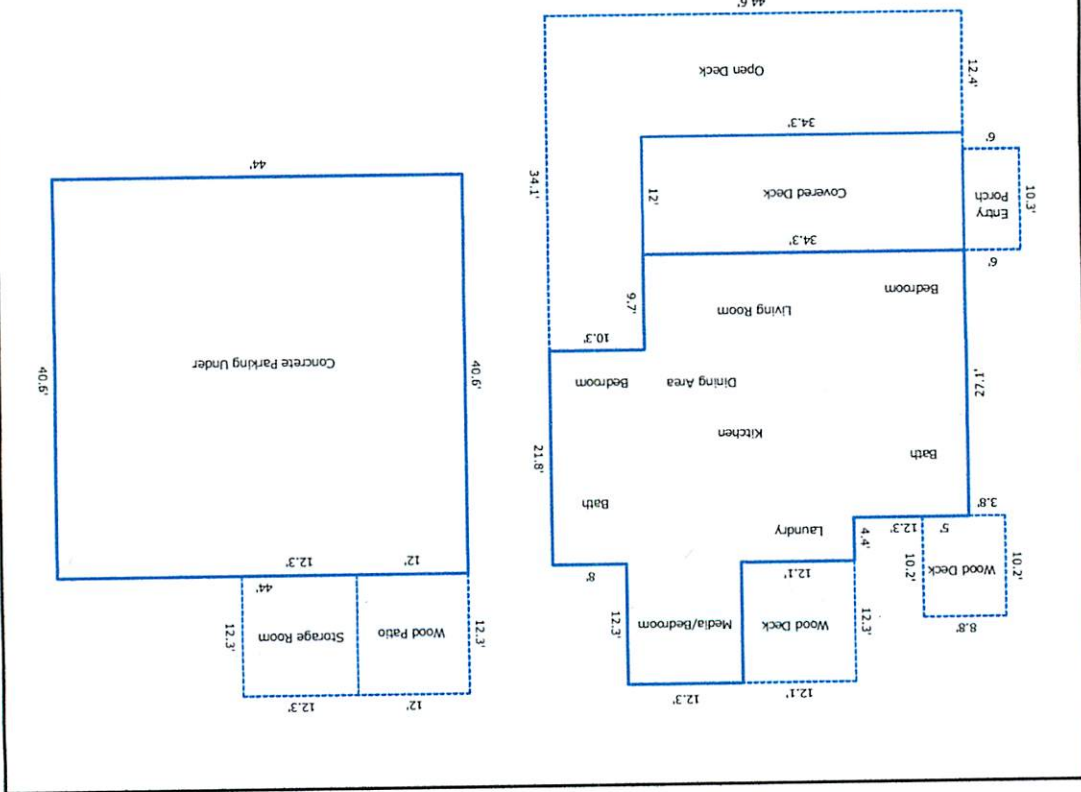 12.1'
12.3'
8.8'
12.3'
Wood Deck
Media/Bedroom
12.3'
10.2'
Wood Deck
10.2'
12.1'
8'
4.4'
3.8'
5'
12.3'
Laundry
Bath
Bath
21.8'
Kitchen
27.1'
Dining Area
Bedroom
10.3'
Living Room
9.7'
Bedroom
6'
34.3'
10.3'
Entry
Porch
Covered Deck
12'
34.1'
6'
34.3'
12.4'
Open Deck
44.6'
12'
12.3'
12.3'
Wood Patio
Storage Room
12.3'
44'
12'
12.3'
40.6'
Concrete Parking Under
40.6'
44'